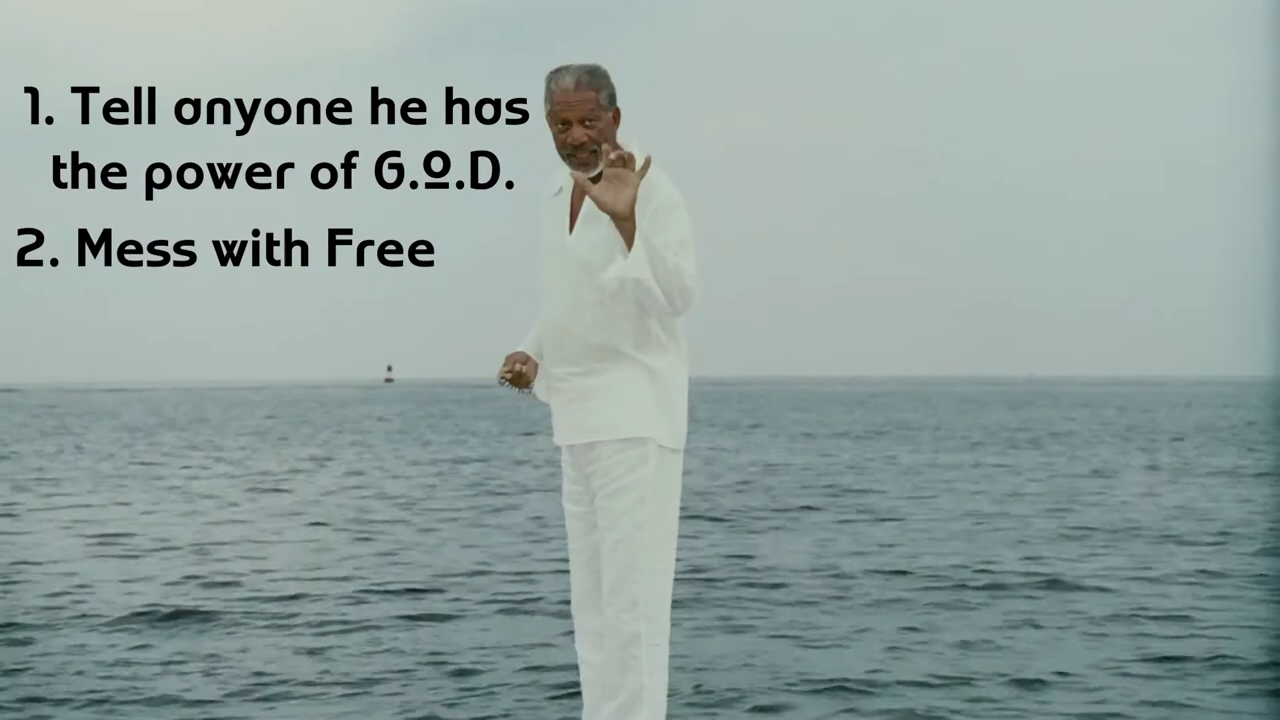 1. Tell anyone he has
the power of G.O.D.
2. Mess with Free